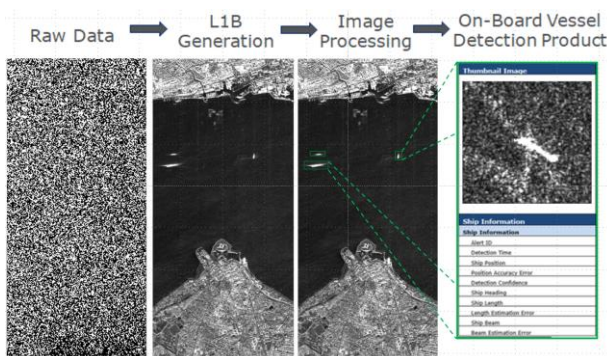 Raw Data
L1B
Generation
Image
Processing
On-Board Vessel
Detection Product
Thumbnail Image
Ship Information
Ship Information
Alert ID
Detection Time
Ship Position
Position Accuracy Error
Detection Confidence
Ship Heading
Ship Length
Length Estimation Error
Ship Beam
Beam Estimation Error